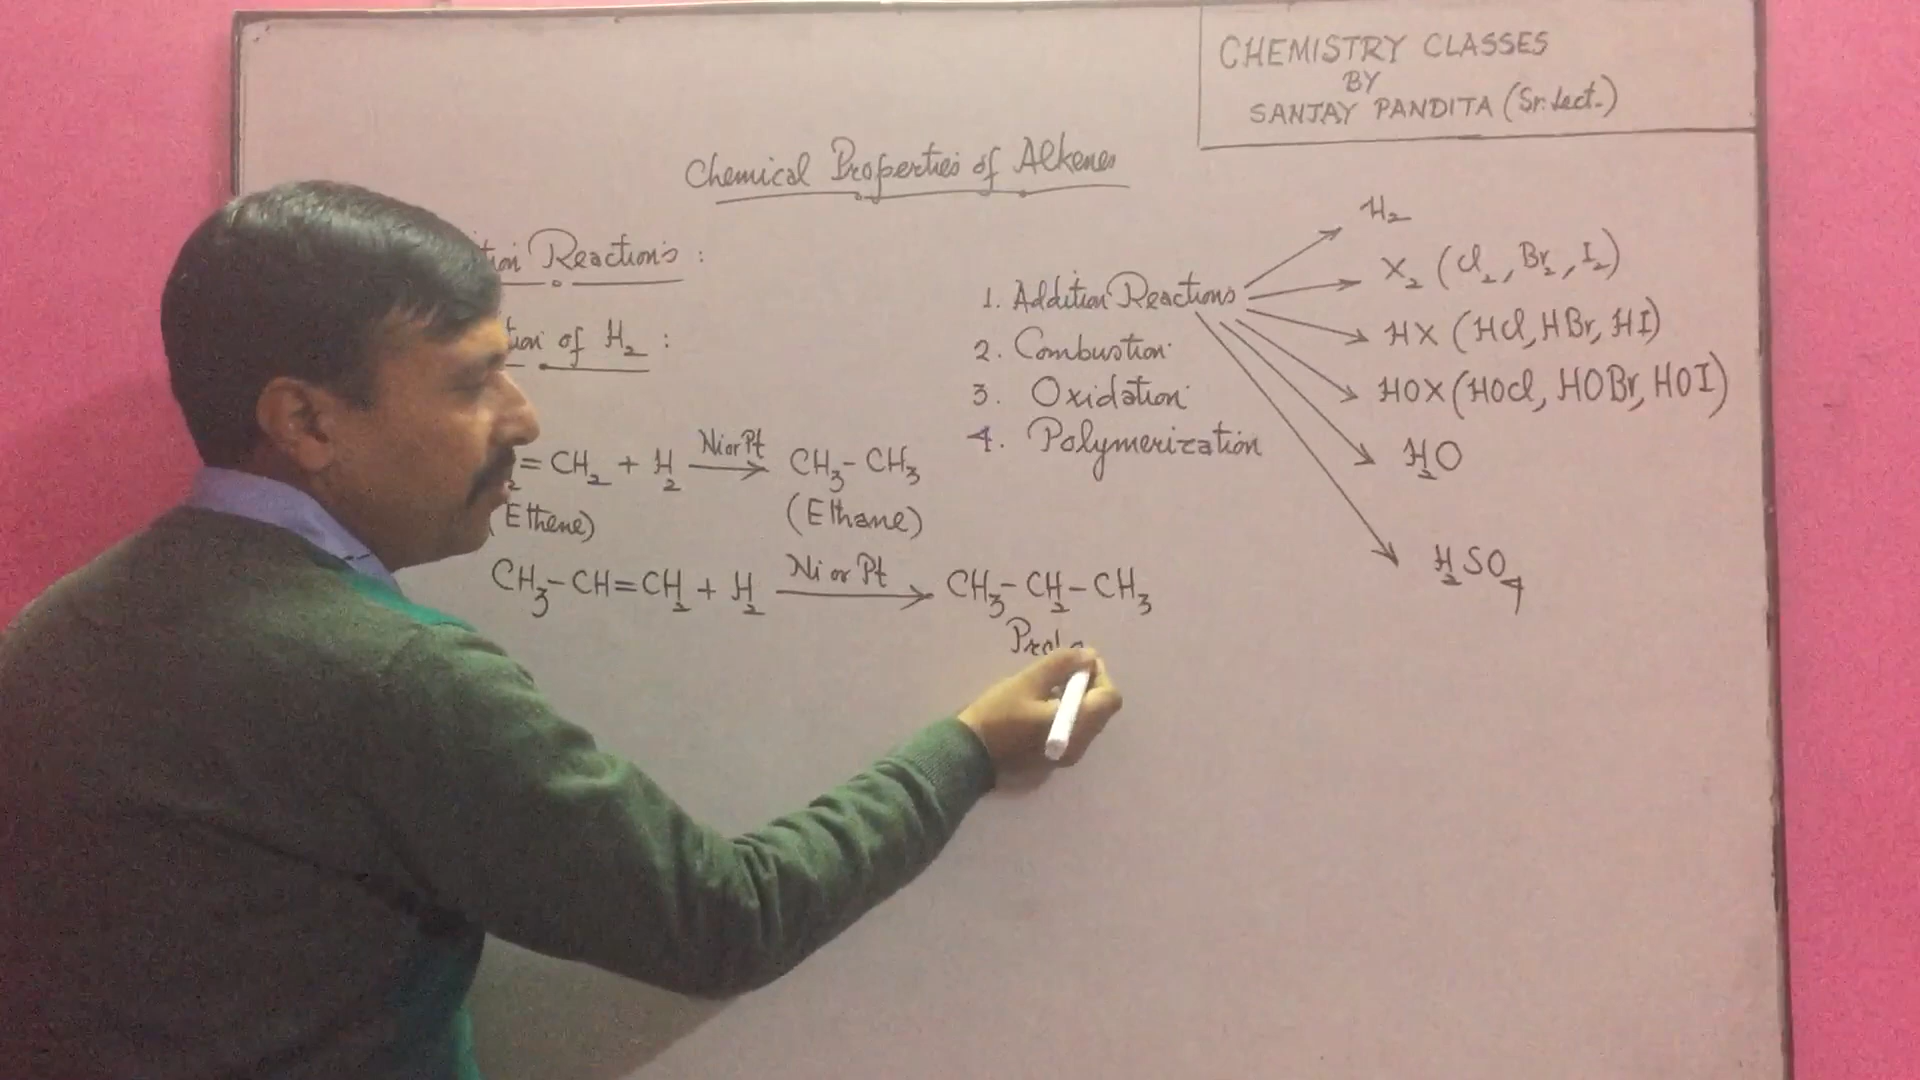 CHEMISTRY CLASSES
BY
SANJAY PANDITA (Sr. Lect.)
Chemical Properties of Alkenes
tion Reactions :
tion of H₂ :
= CH₂ + H₂ Ni or Pt → CH₃ - CH₃
(Ethene) (Ethane)
CH₃ - CH = CH₂ + H₂ Ni or Pt → CH₃ - CH₂ - CH₃
1. Addition Reactions
2. Combustion
3. Oxidation
4. Polymerization
H₂
X₂ (Cl₂, Br₂, I₂)
HX (HCl, HBr, HI)
HOX (HOCl, HOBr, HOI)
H₂O
H₂SO₄